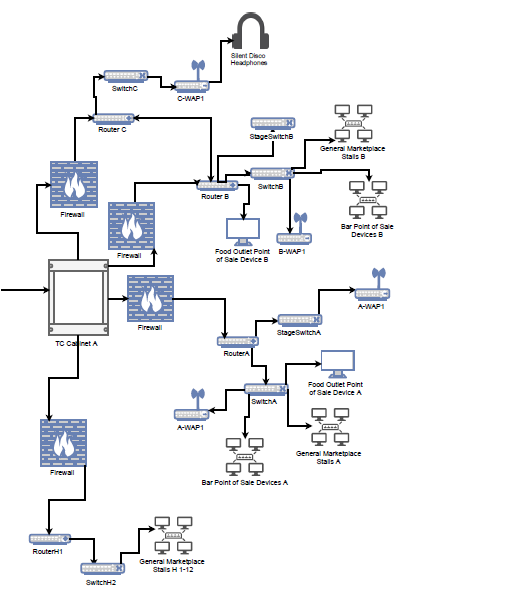 Silent Disco
Headphones
SwitchC
C-WAP1
Router C
StageSwitchB
General Marketplace
Stalls B
SwitchB
Router B
Firewall
Bar Point of Sale
Devices B
Food Outlet Point
of Sale Device B
B-WAP1
Firewall
A-WAP1
Firewall
StageSwitchA
TC Cabinet A
RouterA
Food Outlet Point
of Sale Device A
SwitchA
A-WAP1
General Marketplace
Stalls A
Firewall
Bar Point of Sale Devices A
RouterH1
General Marketplace
Stalls H 1-12
SwitchH2